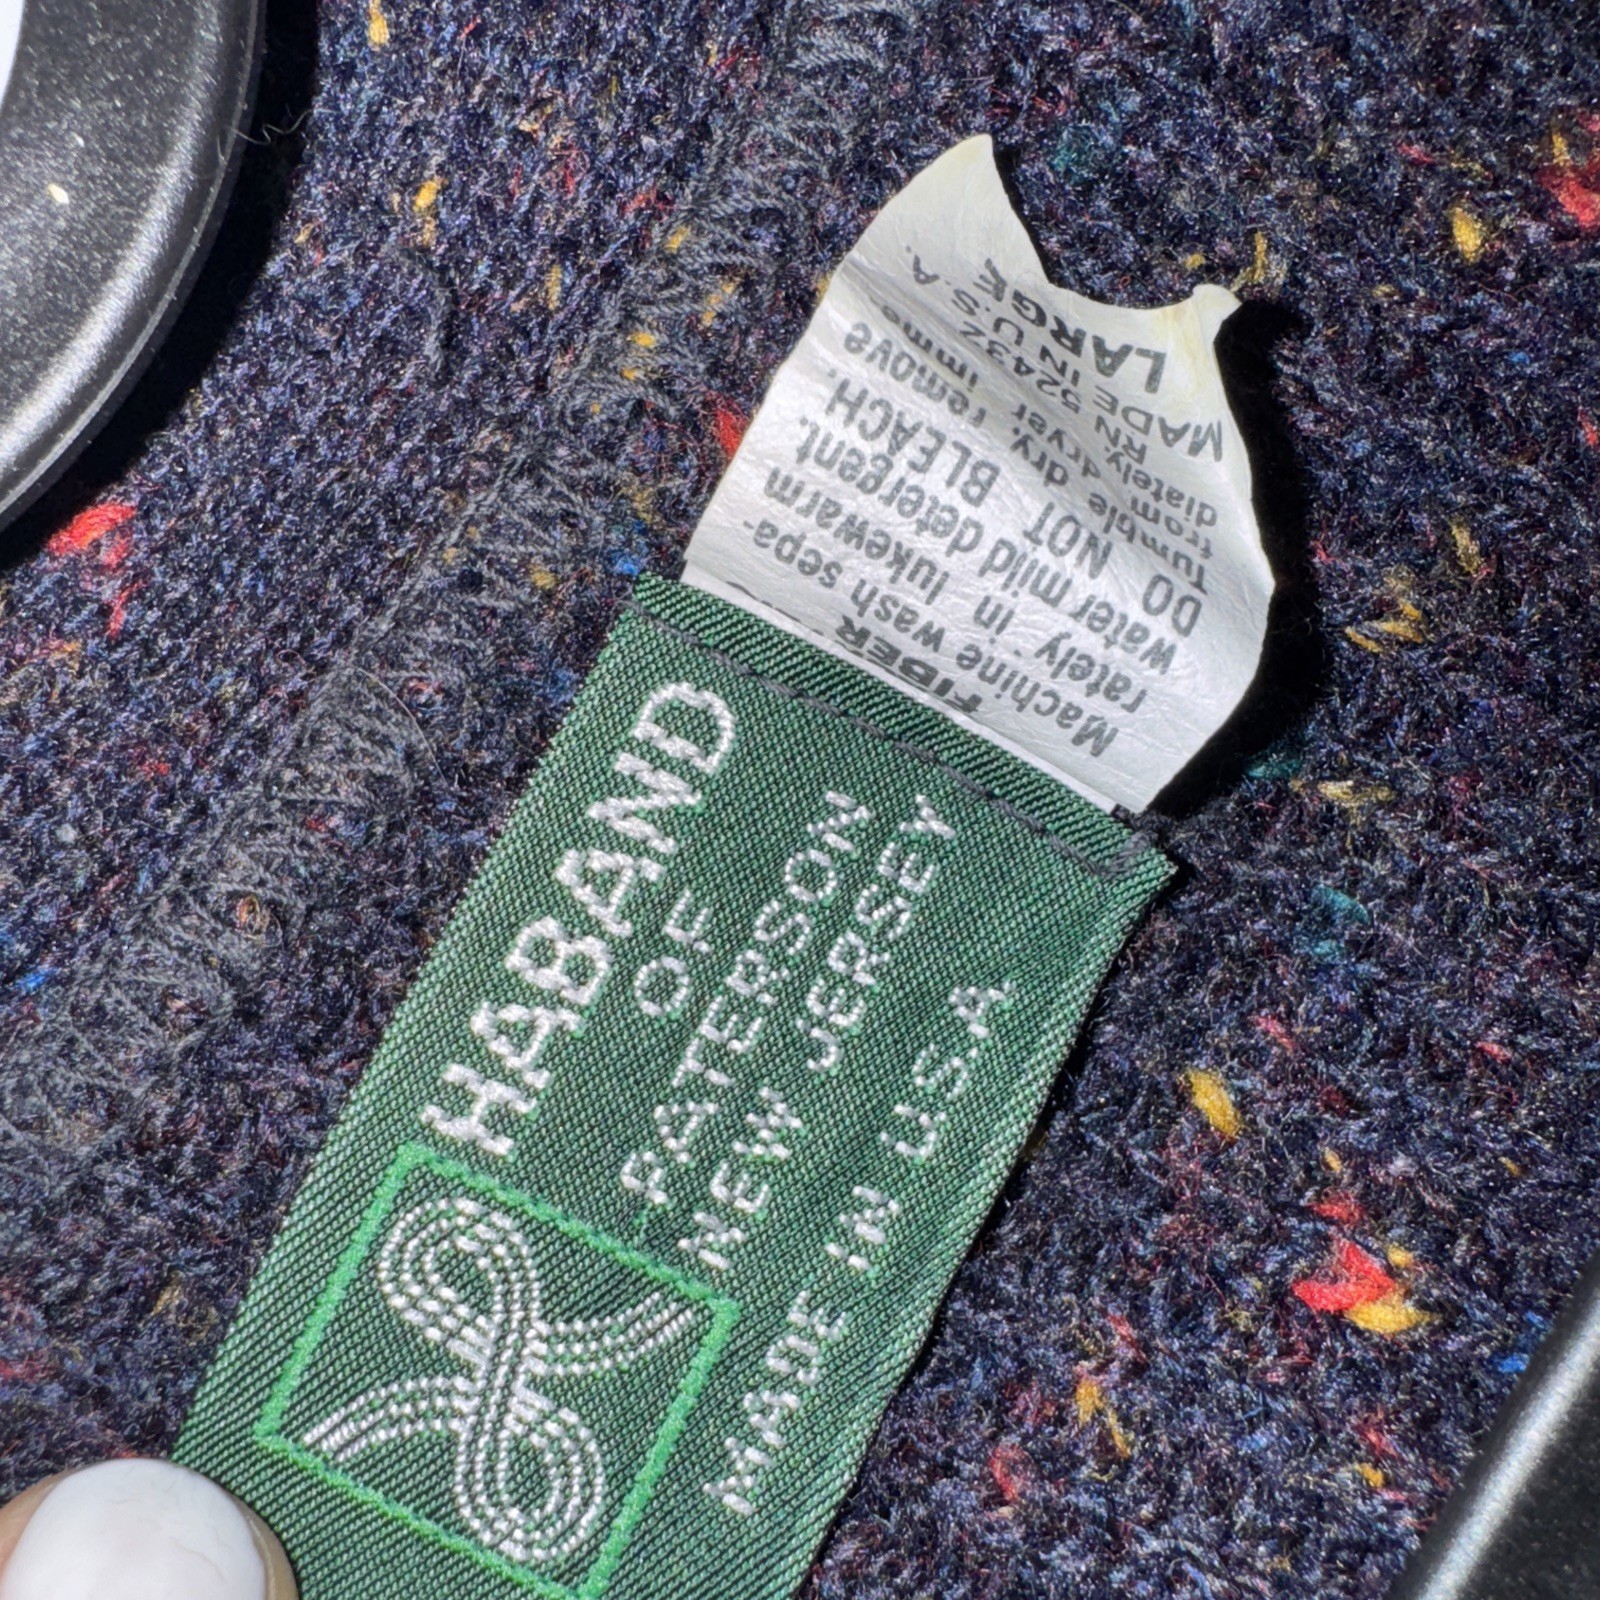 HABAND
OF
PATERSON
NEW JERSEY
MADE IN U.S.A
FIBER
Machine wash sepa-
rately in lukewarm
water mild detergent.
DO NOT BLEACH.
Tumble dry,
from dryer imme
diately.
RN 52432
MADE IN U.S.A.
LARGE